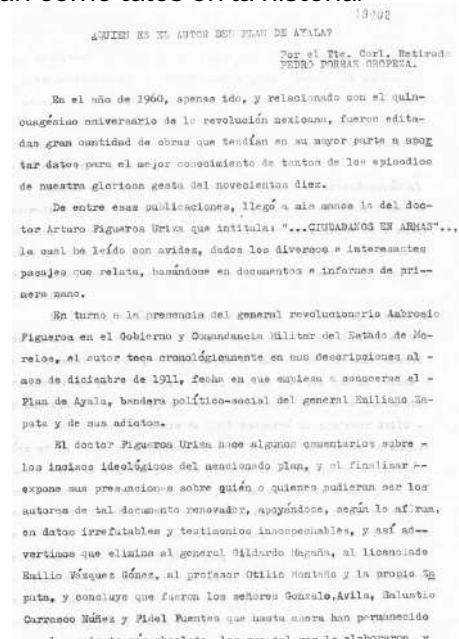 19002
¿QUIEN ES EL AUTOR DEL PLAN DE AYALA?
Por el Tte. Corl. Retirado
PEDRO PORRAS OROPEZA.
En el año de 1960, apenas ido, y relacionado con el quin-
cuagésimo aniversario de la revolución mexicana, fueron edita-
das gran cantidad de obras que tendían en su mayor parte a apor
tar datos para el mejor conocimiento de tantos de los episodios
de nuestra gloriosa gesta del novecientos diez.
De entre esas publicaciones, llegó a mis manos la del doc-
tor Arturo Figueroa Uriza que intitula: "...CIUDADANOS EN ARMAS"...
la cual he leído con avidez, dados los diversos e interesantes
pasajes que relata, basándose en documentos e informes de pri--
mera mano.
En turno a la presencia del general revolucionario Ambrosio
Figueroa en el Gobierno y Comandancia Militar del Estado de Mo-
relos, el autor toca cronológicamente en sus descripciones al -
mes de diciembre de 1911, fecha en que empieza a conocerse el -
Plan de Ayala, bandera político-social del general Emiliano Za-
pata y de sus adictos.
El doctor Figueroa Uriza hace algunos comentarios sobre -
los incisos ideológicos del mencionado plan, y al finalizar --
expone sus presunciones sobre quién o quienes pudieran ser los
autores de tal documento renovador, apoyándose, según lo afirma,
en datos irrefutables y testimonios insospechables, y así ad--
vertimos que elimina al general Gildardo Magaña, al licenciado
Emilio Vázquez Gómez, al profesor Otilio Montaño y la propio Za
pata, y concluye que fueron los señores Gonzalo,Avila, Salustio
Carrasco Núñez y Fidel Fuentes que hasta ahora han permanecido